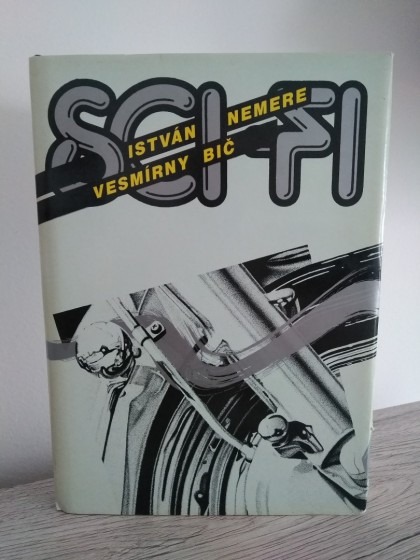 SCI-FI
ISTVÁN NEMERE
VESMÍRNY BIČ